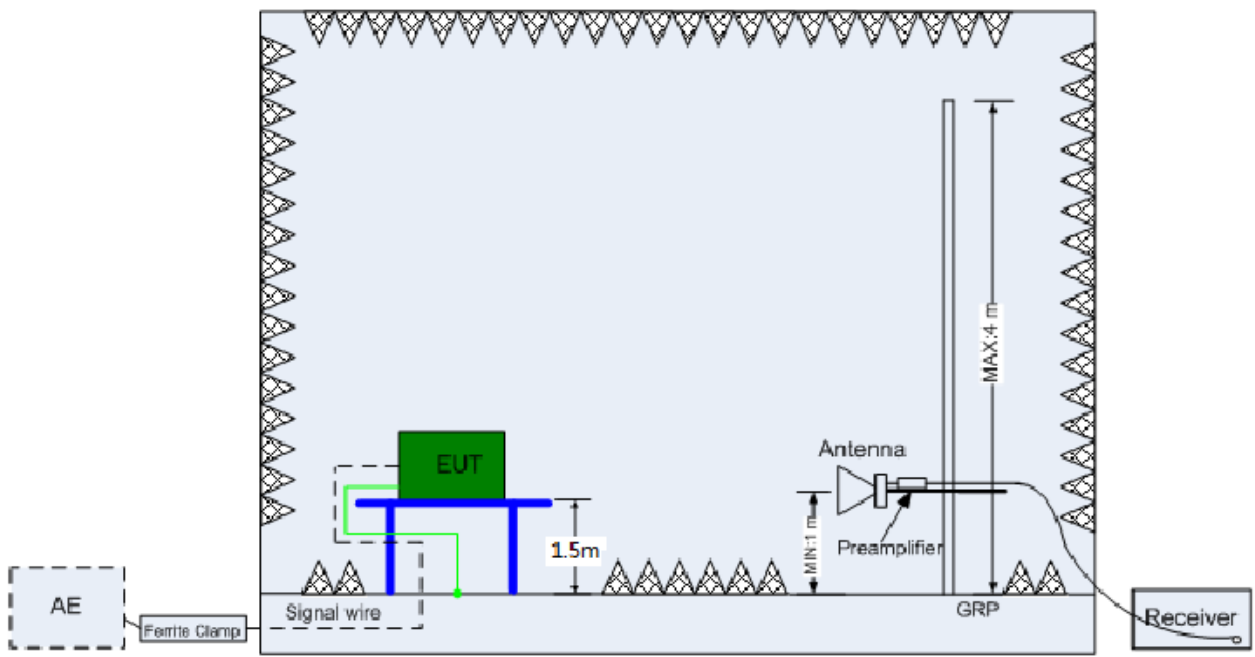 MAX:4 m
Antenna
EUT
MIN:1 m
1.5m
Preamplifier
AE
Signal wire
GRP
Ferrite Clamp
Receiver